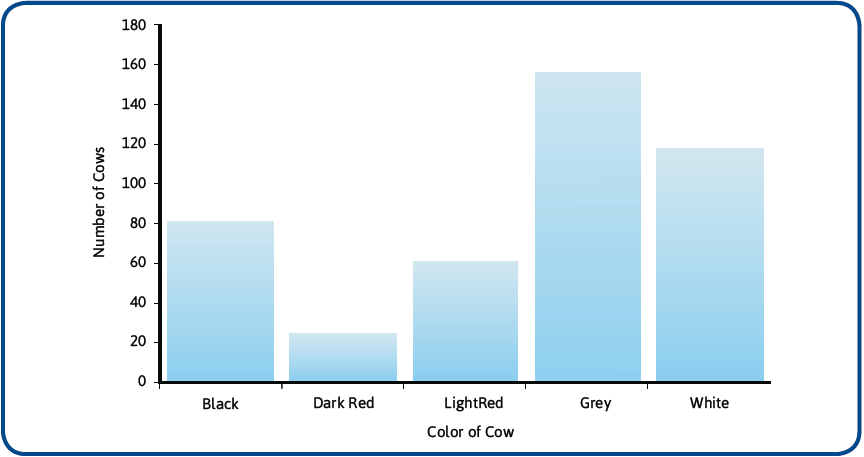 180
160
140
120
100
80
60
40
20
0
Number of Cows
Black
Dark Red
LightRed
Grey
White
Color of Cow